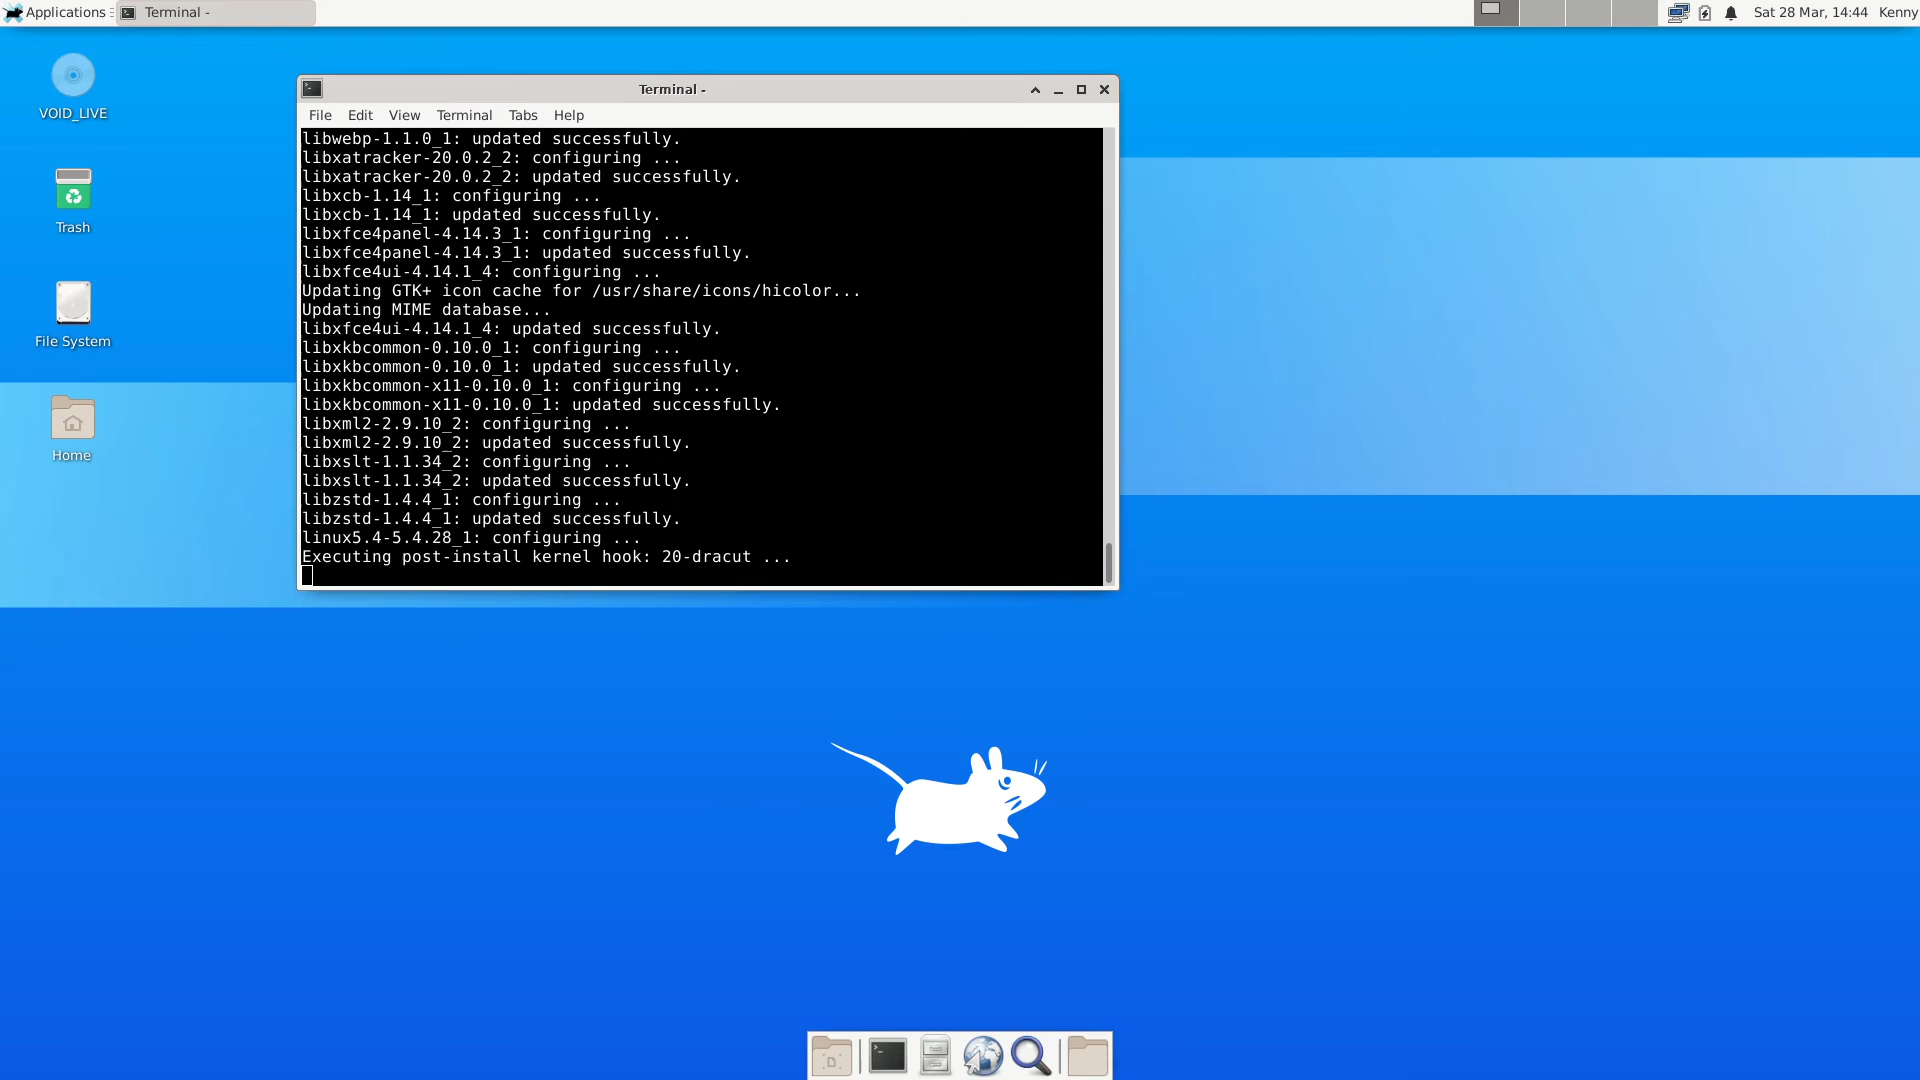 Applications
Terminal -
Sat 28 Mar, 14:44
Kenny
VOID_LIVE
Trash
File System
Home
Terminal -
File Edit View Terminal Tabs Help
libwebp-1.1.0_1: updated successfully.
libxatracker-20.0.2_2: configuring ...
libxatracker-20.0.2_2: updated successfully.
libxcb-1.14_1: configuring ...
libxcb-1.14_1: updated successfully.
libxfce4panel-4.14.3_1: configuring ...
libxfce4panel-4.14.3_1: updated successfully.
libxfce4ui-4.14.1_4: configuring ...
Updating GTK+ icon cache for /usr/share/icons/hicolor...
Updating MIME database...
libxfce4ui-4.14.1_4: updated successfully.
libxkbcommon-0.10.0_1: configuring ...
libxkbcommon-0.10.0_1: updated successfully.
libxkbcommon-x11-0.10.0_1: configuring ...
libxkbcommon-x11-0.10.0_1: updated successfully.
libxml2-2.9.10_2: configuring ...
libxml2-2.9.10_2: updated successfully.
libxslt-1.1.34_2: configuring ...
libxslt-1.1.34_2: updated successfully.
libzstd-1.4.4_1: configuring ...
libzstd-1.4.4_1: updated successfully.
linux5.4-5.4.28_1: configuring ...
Executing post-install kernel hook: 20-dracut ...